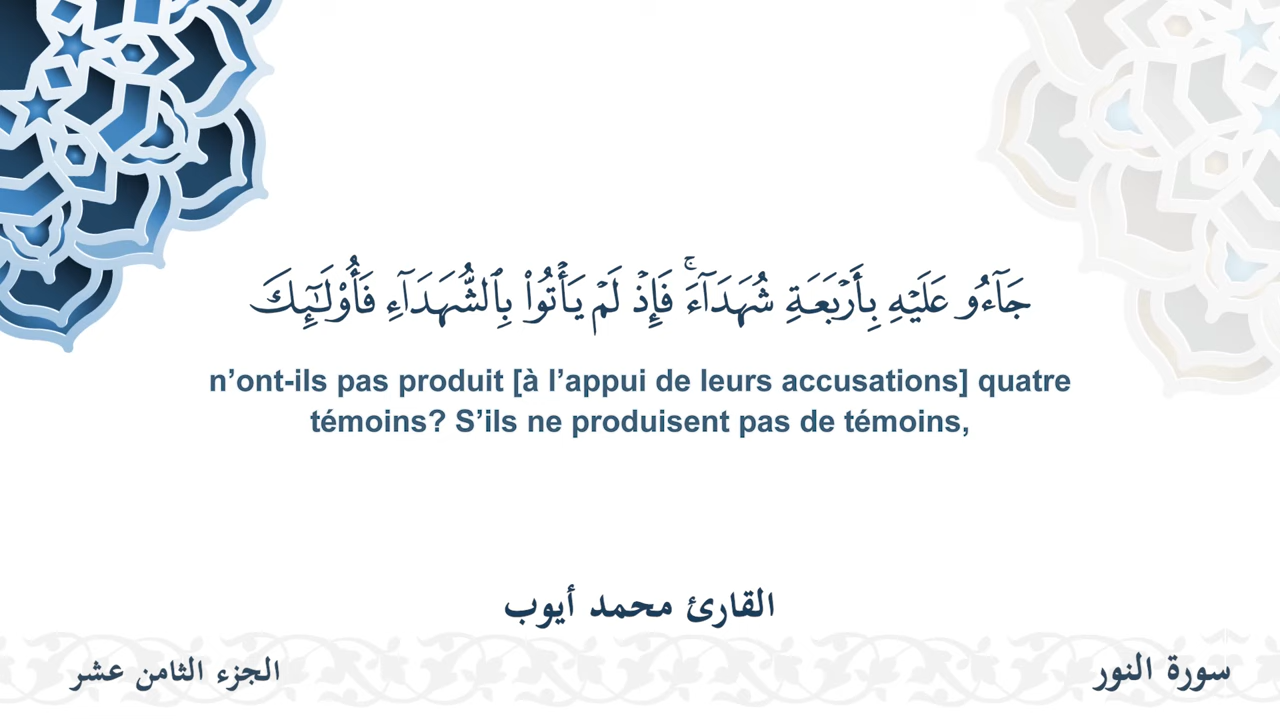 جَآءُو عَلَيْهِ بِأَرْبَعَةِ شُهَدَآءَۚ فَإِذْ لَمْ يَأْتُوا۟ بِٱلشُّهَدَآءِ فَأُو۟لَـٰٓئِكَ
n’ont-ils pas produit [à l’appui de leurs accusations] quatre
témoins? S’ils ne produisent pas de témoins,
القارئ محمد أيوب
سورة النور
الجزء الثامن عشر